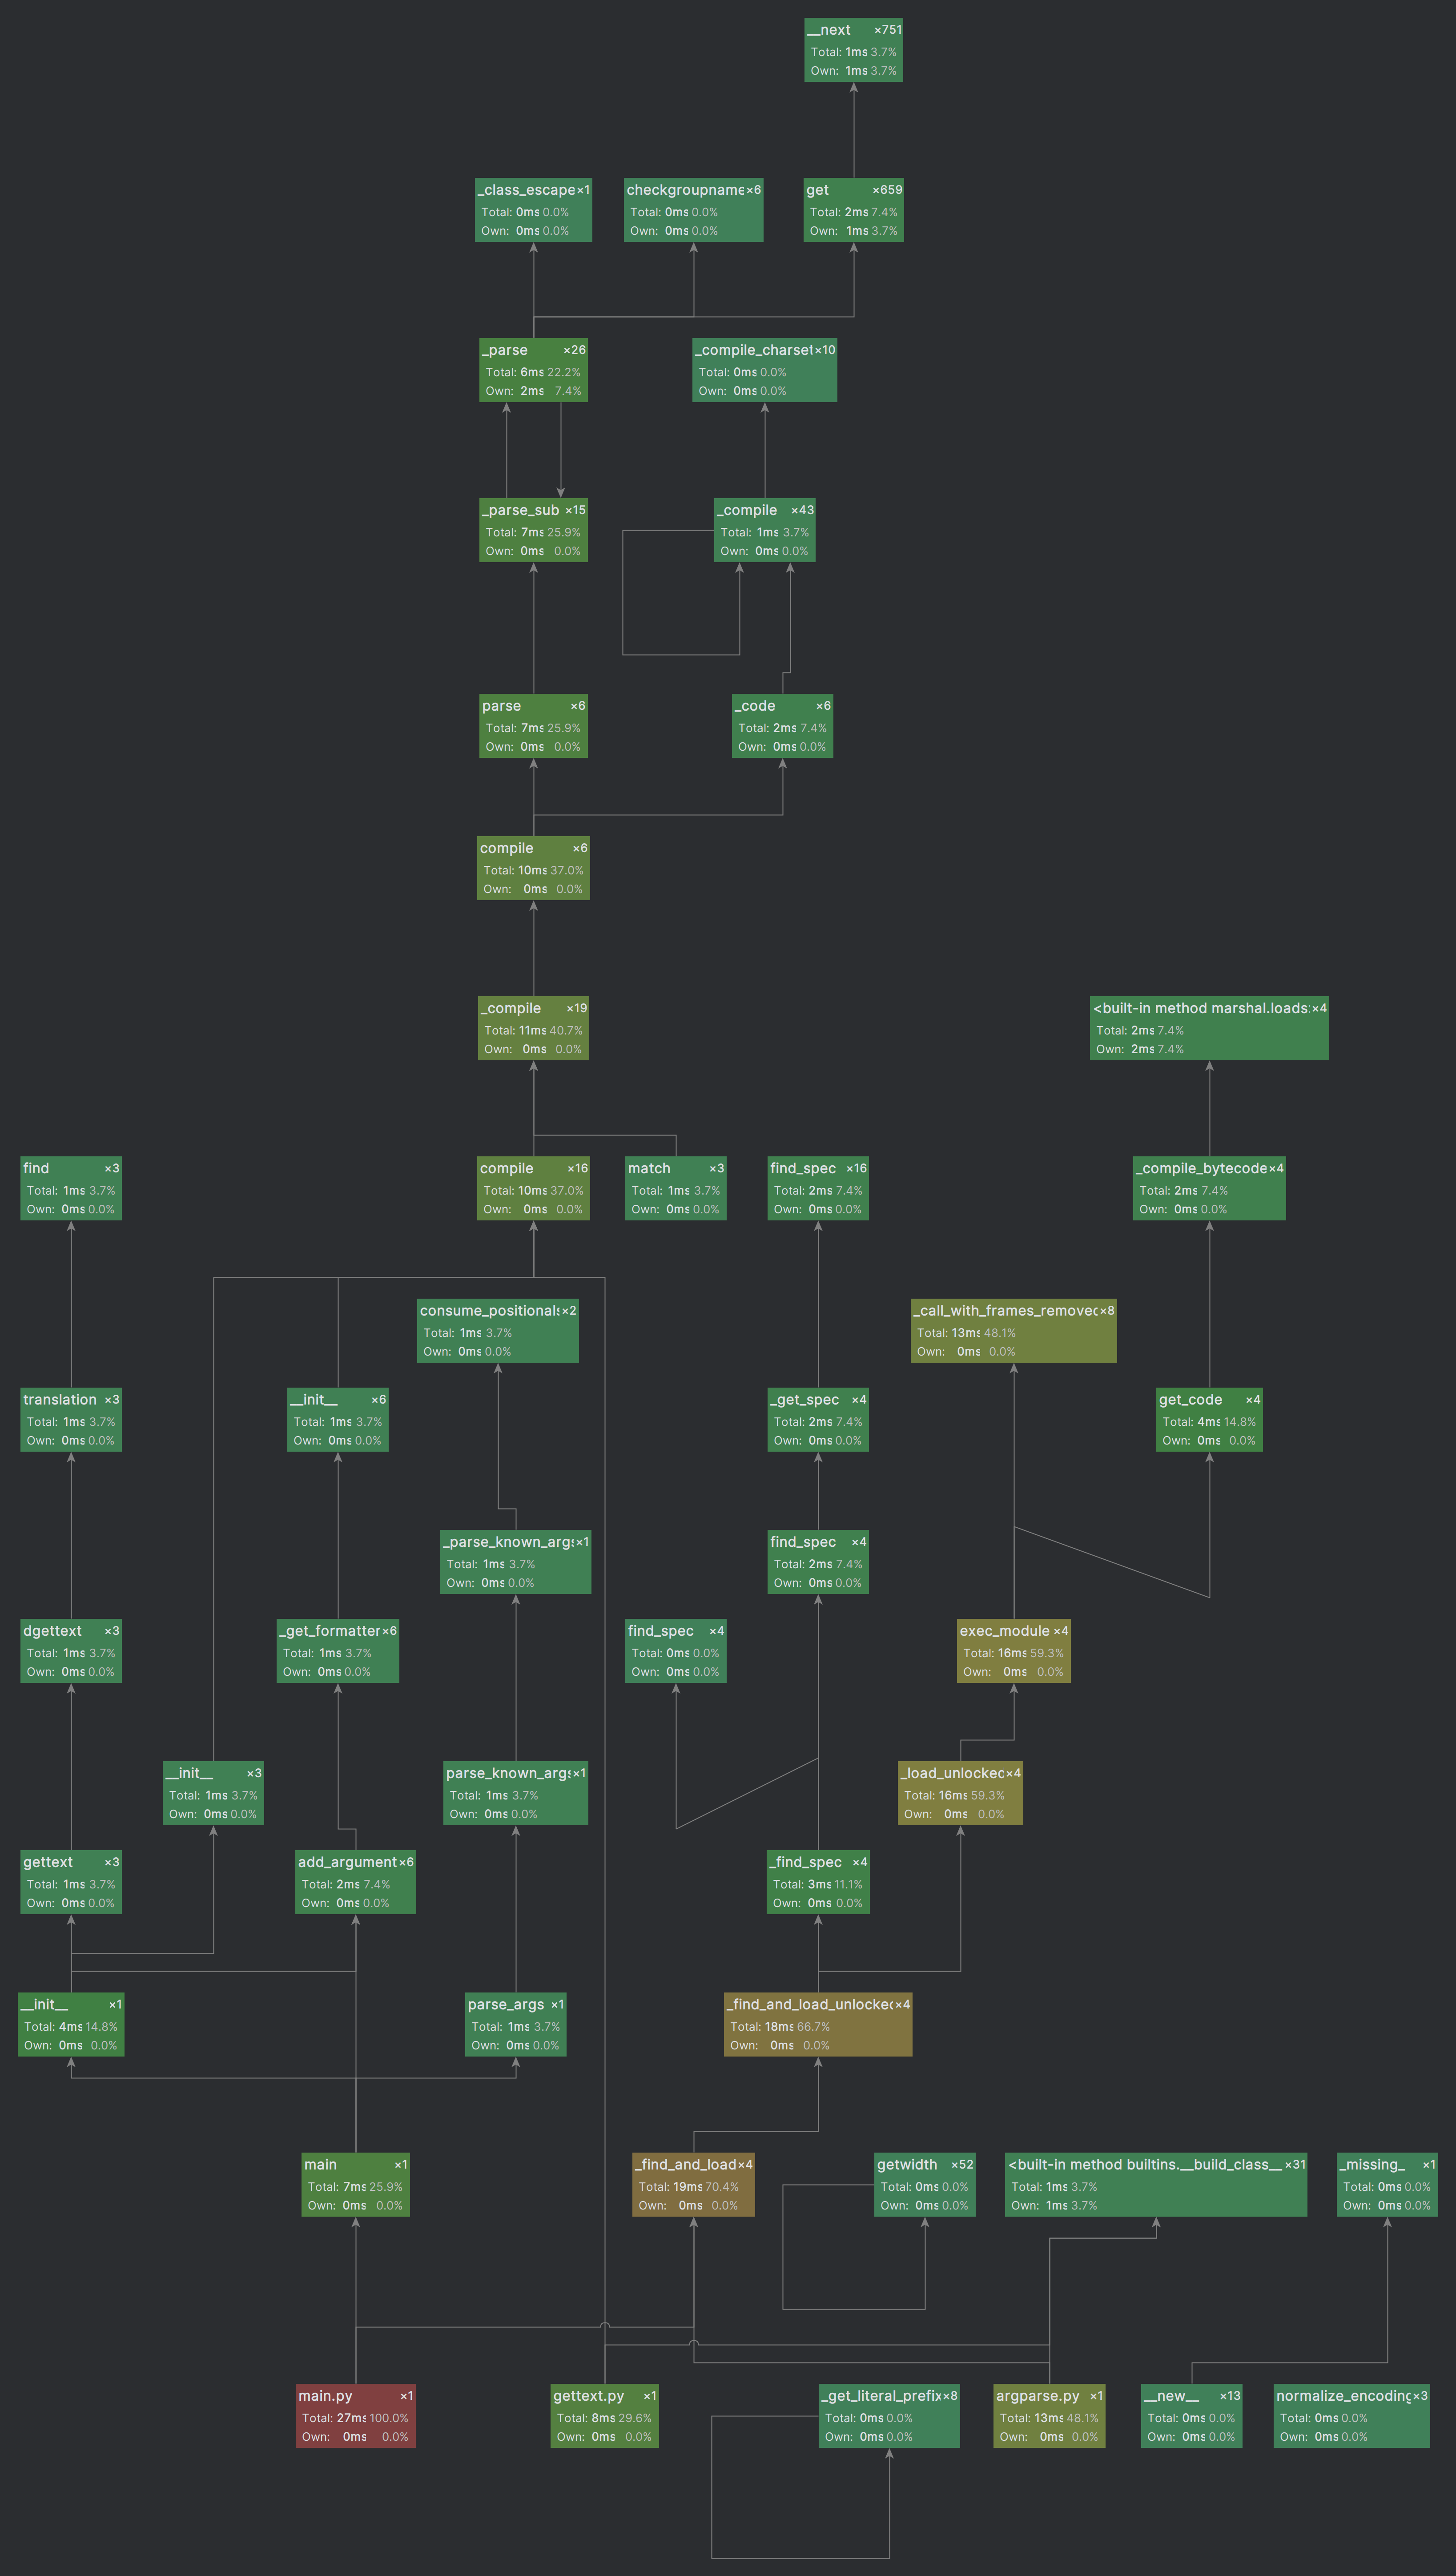 __next ×751
Total: 1ms 3.7%
Own: 1ms 3.7%
_class_escape ×1
Total: 0ms 0.0%
Own: 0ms 0.0%
checkgroupname ×6
Total: 0ms 0.0%
Own: 0ms 0.0%
get ×659
Total: 2ms 7.4%
Own: 1ms 3.7%
_parse ×26
Total: 6ms 22.2%
Own: 2ms 7.4%
_compile_charset ×10
Total: 0ms 0.0%
Own: 0ms 0.0%
_parse_sub ×15
Total: 7ms 25.9%
Own: 0ms 0.0%
_compile ×43
Total: 1ms 3.7%
Own: 0ms 0.0%
parse ×6
Total: 7ms 25.9%
Own: 0ms 0.0%
_code ×6
Total: 2ms 7.4%
Own: 0ms 0.0%
compile ×6
Total: 10ms 37.0%
Own: 0ms 0.0%
_compile ×19
Total: 11ms 40.7%
Own: 0ms 0.0%
<built-in method marshal.loads ×4
Total: 2ms 7.4%
Own: 2ms 7.4%
find ×3
Total: 1ms 3.7%
Own: 0ms 0.0%
compile ×16
Total: 10ms 37.0%
Own: 0ms 0.0%
match ×3
Total: 1ms 3.7%
Own: 0ms 0.0%
find_spec ×16
Total: 2ms 7.4%
Own: 0ms 0.0%
_compile_bytecode ×4
Total: 2ms 7.4%
Own: 0ms 0.0%
consume_positionals ×2
Total: 1ms 3.7%
Own: 0ms 0.0%
_call_with_frames_removed ×8
Total: 13ms 48.1%
Own: 0ms 0.0%
translation ×3
Total: 1ms 3.7%
Own: 0ms 0.0%
__init__ ×6
Total: 1ms 3.7%
Own: 0ms 0.0%
_get_spec ×4
Total: 2ms 7.4%
Own: 0ms 0.0%
get_code ×4
Total: 4ms 14.8%
Own: 0ms 0.0%
_parse_known_args ×1
Total: 1ms 3.7%
Own: 0ms 0.0%
find_spec ×4
Total: 2ms 7.4%
Own: 0ms 0.0%
dgettext ×3
Total: 1ms 3.7%
Own: 0ms 0.0%
_get_formatter ×6
Total: 1ms 3.7%
Own: 0ms 0.0%
find_spec ×4
Total: 0ms 0.0%
Own: 0ms 0.0%
exec_module ×4
Total: 16ms 59.3%
Own: 0ms 0.0%
__init__ ×3
Total: 1ms 3.7%
Own: 0ms 0.0%
parse_known_args ×1
Total: 1ms 3.7%
Own: 0ms 0.0%
_load_unlocked ×4
Total: 16ms 59.3%
Own: 0ms 0.0%
gettext ×3
Total: 1ms 3.7%
Own: 0ms 0.0%
add_argument ×6
Total: 2ms 7.4%
Own: 0ms 0.0%
_find_spec ×4
Total: 3ms 11.1%
Own: 0ms 0.0%
__init__ ×1
Total: 4ms 14.8%
Own: 0ms 0.0%
parse_args ×1
Total: 1ms 3.7%
Own: 0ms 0.0%
_find_and_load_unlocked ×4
Total: 18ms 66.7%
Own: 0ms 0.0%
main ×1
Total: 7ms 25.9%
Own: 0ms 0.0%
_find_and_load ×4
Total: 19ms 70.4%
Own: 0ms 0.0%
getwidth ×52
Total: 0ms 0.0%
Own: 0ms 0.0%
<built-in method builtins.__build_class__ ×31
Total: 1ms 3.7%
Own: 1ms 3.7%
_missing_ ×1
Total: 0ms 0.0%
Own: 0ms 0.0%
main.py ×1
Total: 27ms 100.0%
Own: 0ms 0.0%
gettext.py ×1
Total: 8ms 29.6%
Own: 0ms 0.0%
_get_literal_prefix ×8
Total: 0ms 0.0%
Own: 0ms 0.0%
argparse.py ×1
Total: 13ms 48.1%
Own: 0ms 0.0%
__new__ ×13
Total: 0ms 0.0%
Own: 0ms 0.0%
normalize_encoding ×3
Total: 0ms 0.0%
Own: 0ms 0.0%